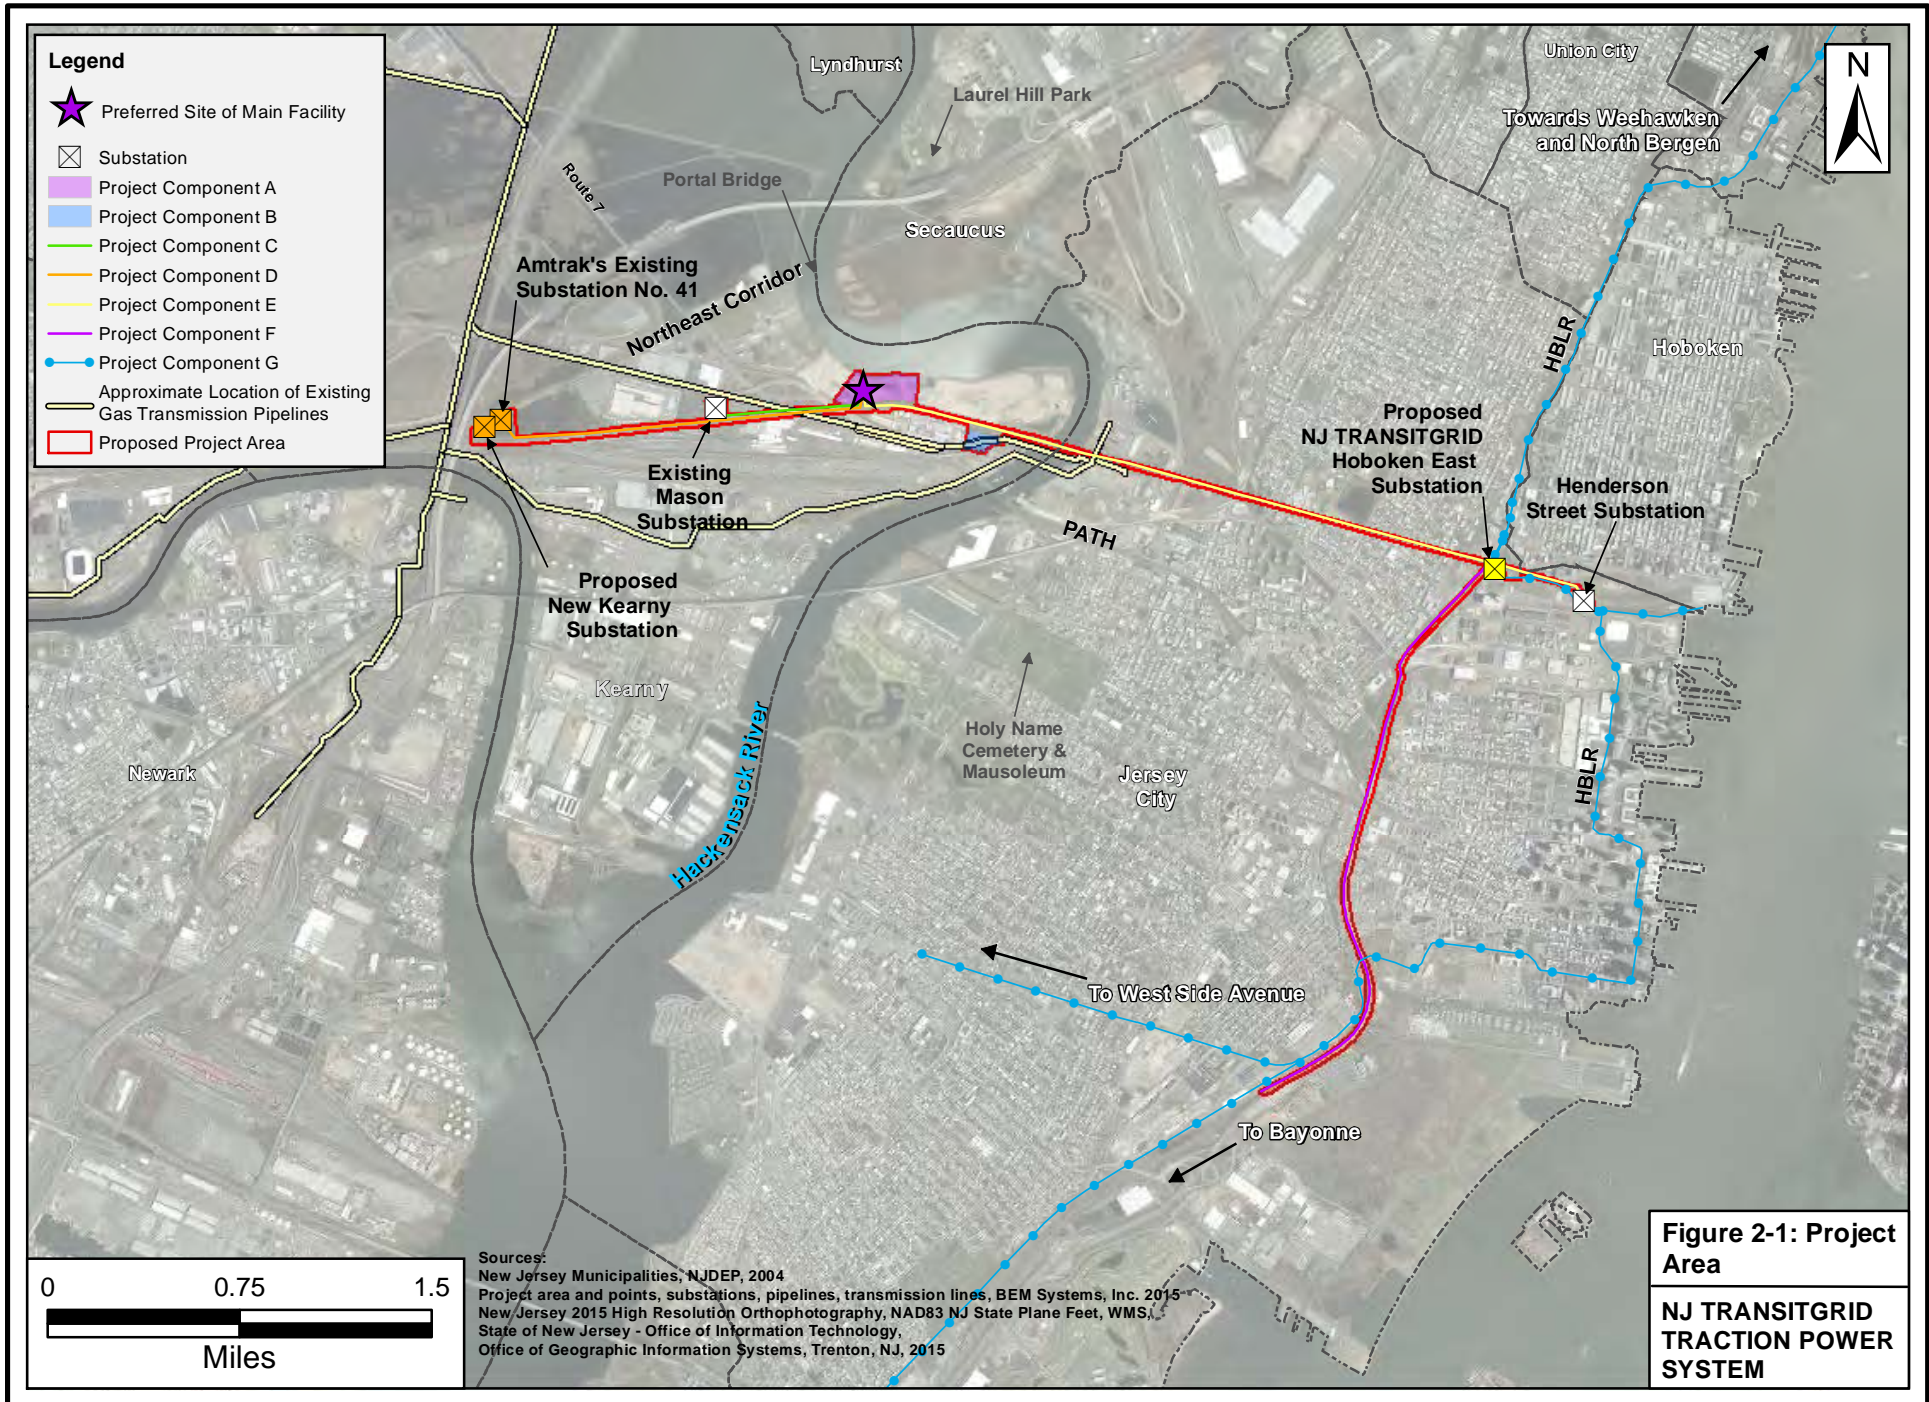 Legend
Preferred Site of Main Facility
Substation
Project Component A
Project Component B
Project Component C
Project Component D
Project Component E
Project Component F
Project Component G
Approximate Location of Existing
Gas Transmission Pipelines
Proposed Project Area
Lyndhurst
Laurel Hill Park
Union City
N
Towards Weehawken
and North Bergen
Route 7
Portal Bridge
Secaucus
Amtrak's Existing
Substation No. 41
Northeast Corridor
HBLR
Hoboken
Proposed
NJ TRANSITGRID
Hoboken East
Substation
Existing
Mason
Substation
Henderson
Street Substation
PATH
Proposed
New Kearny
Substation
Kearny
Holy Name
Cemetery &
Mausoleum
Newark
Jersey
City
HBLR
Hackensack River
To West Side Avenue
To Bayonne
0 0.75 1.5
Miles
Sources:
New Jersey Municipalities, NJDEP, 2004
Project area and points, substations, pipelines, transmission lines, BEM Systems, Inc. 2015
New Jersey 2015 High Resolution Orthophotography, NAD83 NJ State Plane Feet, WMS,
State of New Jersey - Office of Information Technology,
Office of Geographic Information Systems, Trenton, NJ, 2015
Figure 2-1: Project
Area
NJ TRANSITGRID
TRACTION POWER
SYSTEM